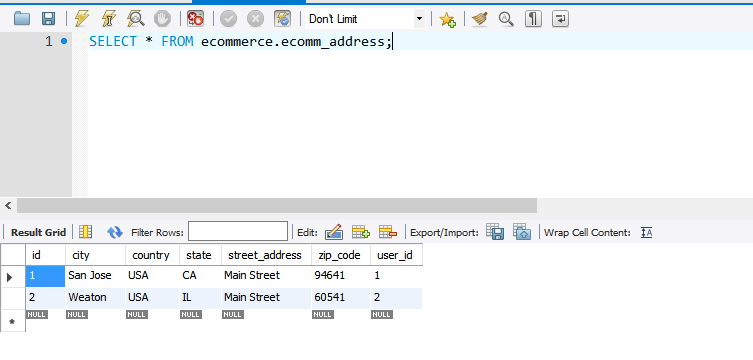 Don't Limit
1 SELECT * FROM ecommerce.ecomm_address;
Result Grid Filter Rows: Edit: Export/Import: Wrap Cell Content:
id city country state street_address zip_code user_id
1 San Jose USA CA Main Street 94641 1
2 Weaton USA IL Main Street 60541 2
NULL NULL NULL NULL NULL NULL NULL